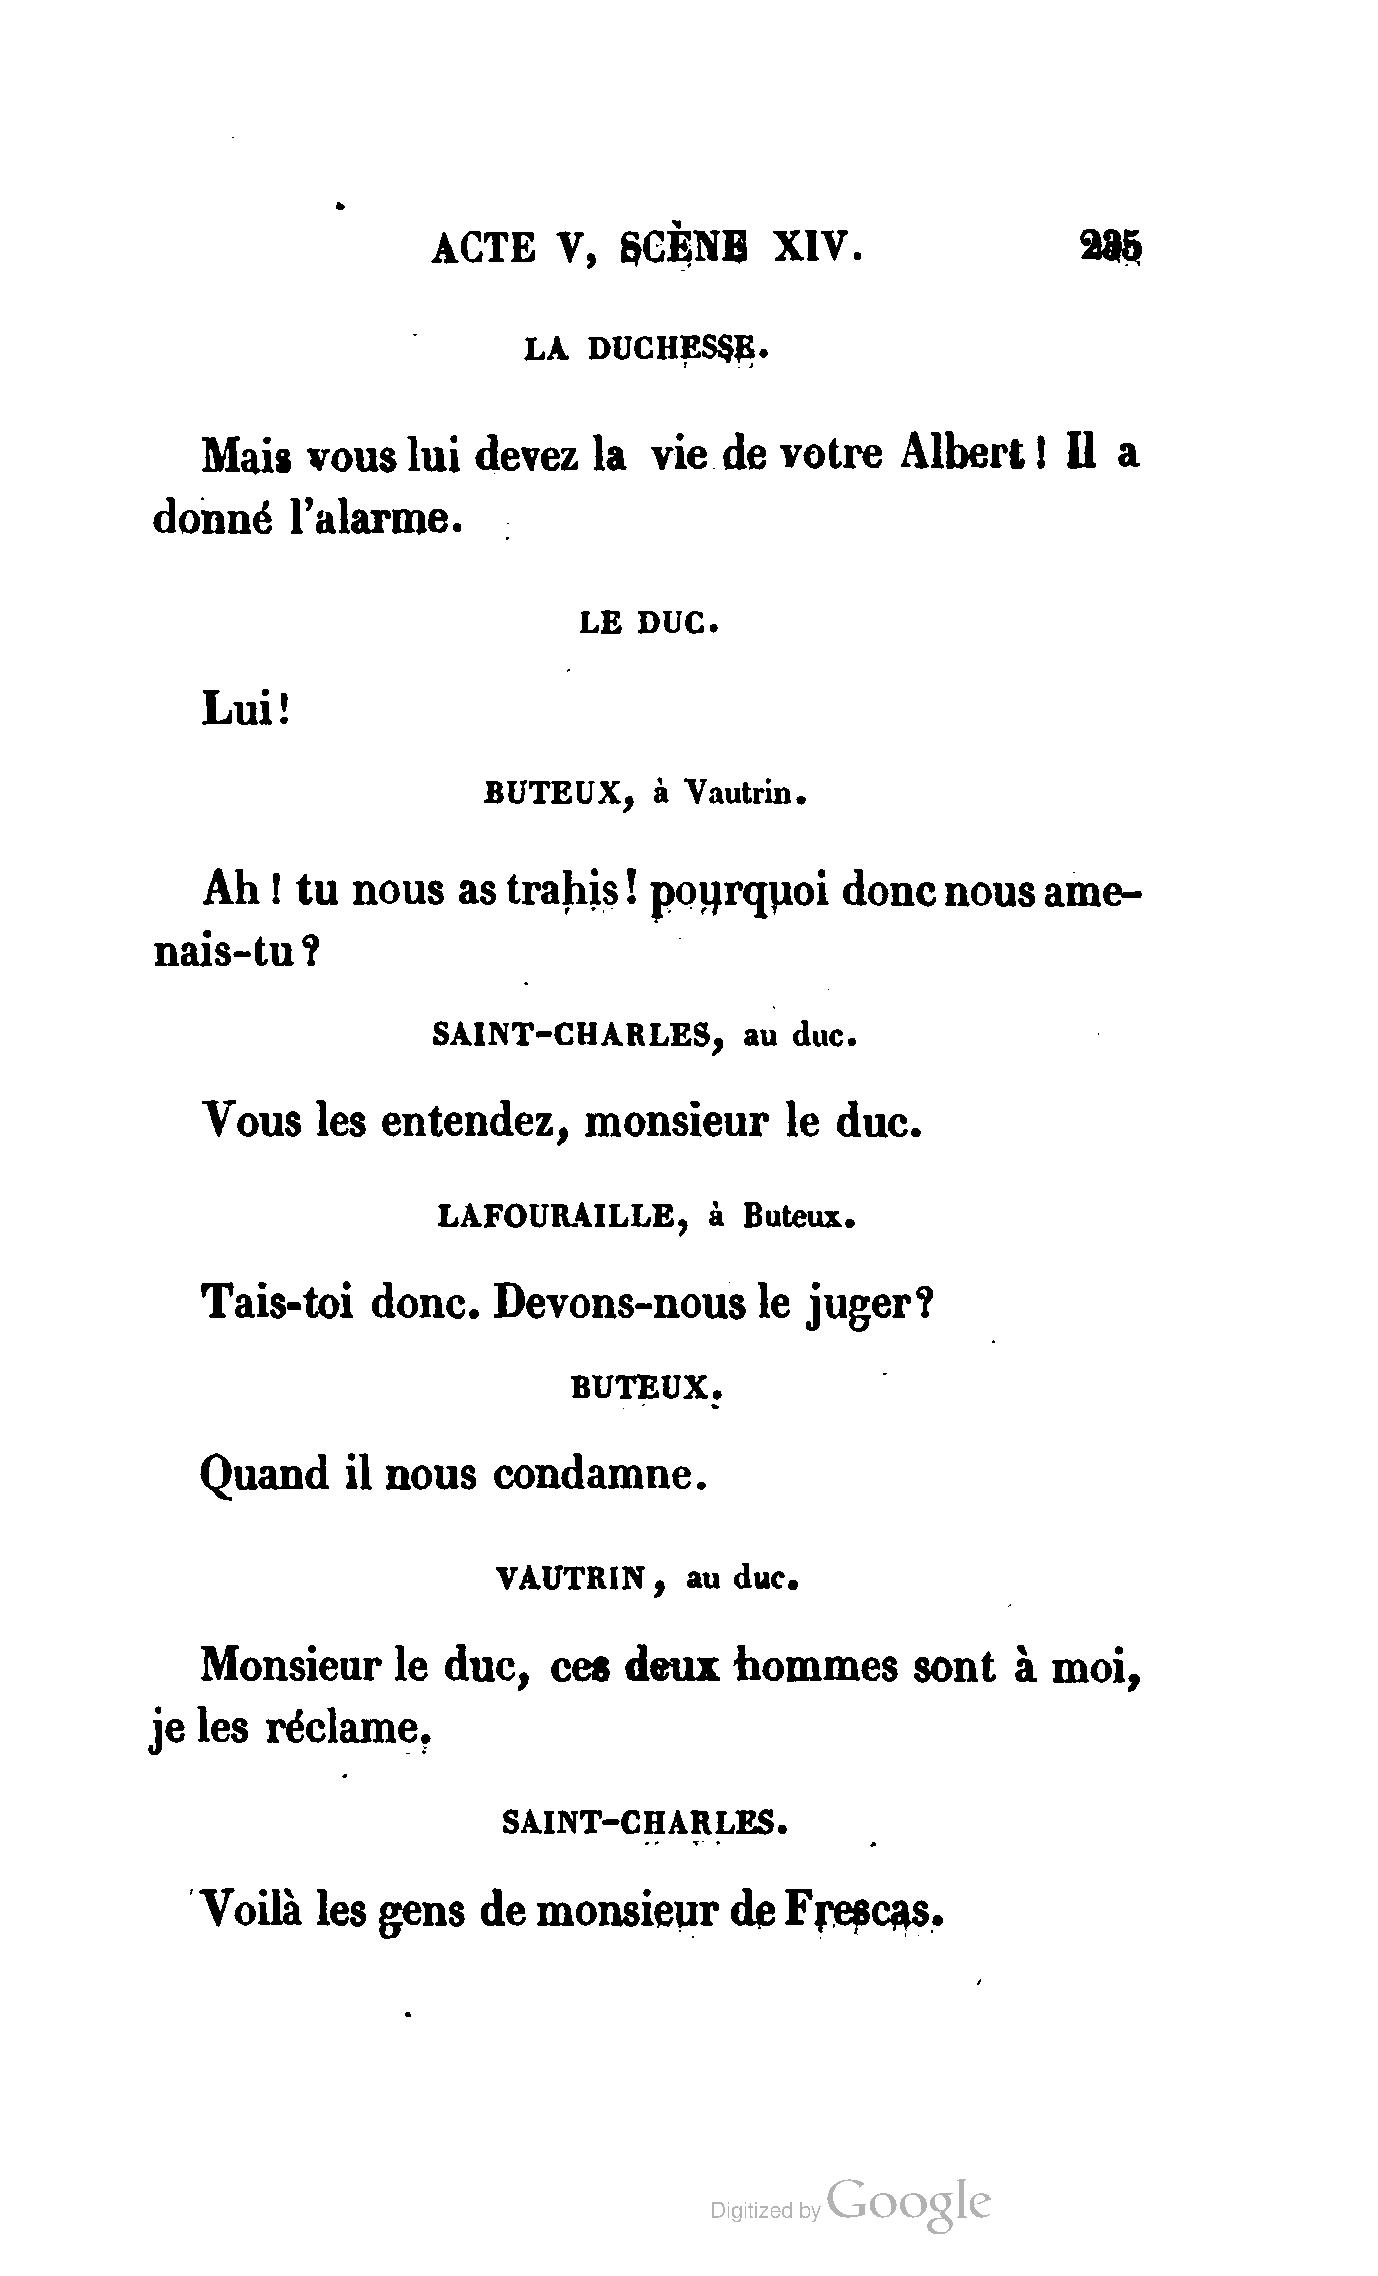 ACTE V, SCÈNE XIV. 235
LA DUCHESSE.
Mais vous lui devez la vie de votre Albert ! Il a
donné l'alarme.
LE DUC.
Lui!
BUTEUX, à Vautrin.
Ah ! tu nous as trahis ! pourquoi donc nous ame-
nais-tu ?
SAINT-CHARLES, au duc.
Vous les entendez, monsieur le duc.
LAFOURAILLE, à Buteux.
Tais-toi donc. Devons-nous le juger?
BUTEUX.
Quand il nous condamne.
VAUTRIN, au duc.
Monsieur le duc, ces deux hommes sont à moi,
je les réclame.
SAINT-CHARLES.
Voilà les gens de monsieur de Frescas.
Digitized by Google